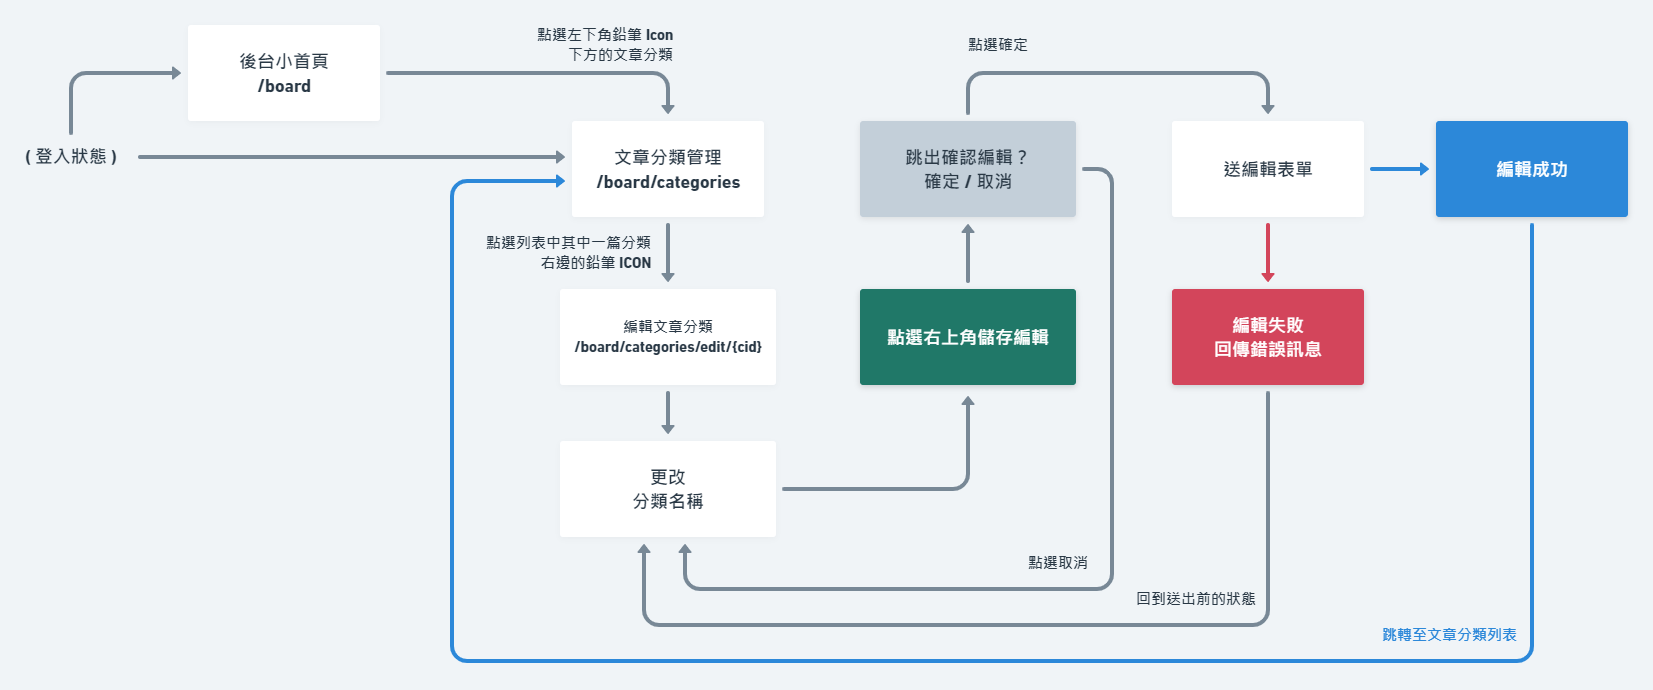 ( 登入狀態 )
後台小首頁
/board
點選左下角鉛筆 Icon
下方的文章分類
文章分類管理
/board/categories
點選列表中其中一篇分類
右邊的鉛筆 ICON
編輯文章分類
/board/categories/edit/{cid}
更改
分類名稱
點選右上角儲存編輯
跳出確認編輯？
確定 / 取消
點選確定
點選取消
送編輯表單
編輯成功
編輯失敗
回傳錯誤訊息
回到送出前的狀態
跳轉至文章分類列表